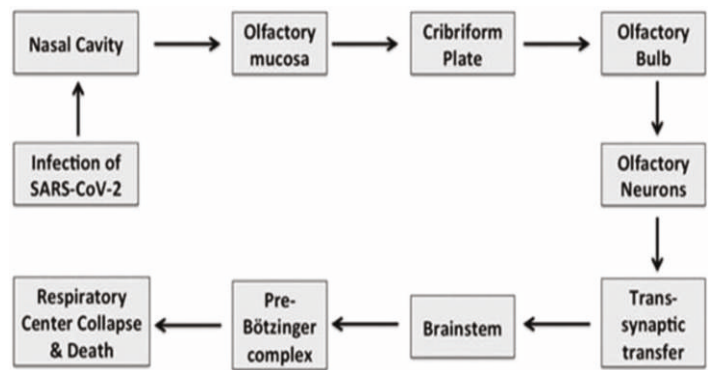 Nasal Cavity
Olfactory
mucosa
Cribriform
Plate
Olfactory
Bulb
Infection of
SARS-CoV-2
Olfactory
Neurons
Respiratory
Center Collapse
& Death
Pre-
Bötzinger
complex
Brainstem
Trans-
synaptic
transfer